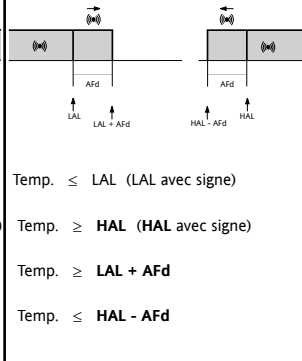 AFd AFd
LAL LAL + AFd HAL - AFd HAL
Temp. ≤ LAL (LAL avec signe)
) Temp. ≥ HAL (HAL avec signe)
Temp. ≥ LAL + AFd
Temp. ≤ HAL - AFd